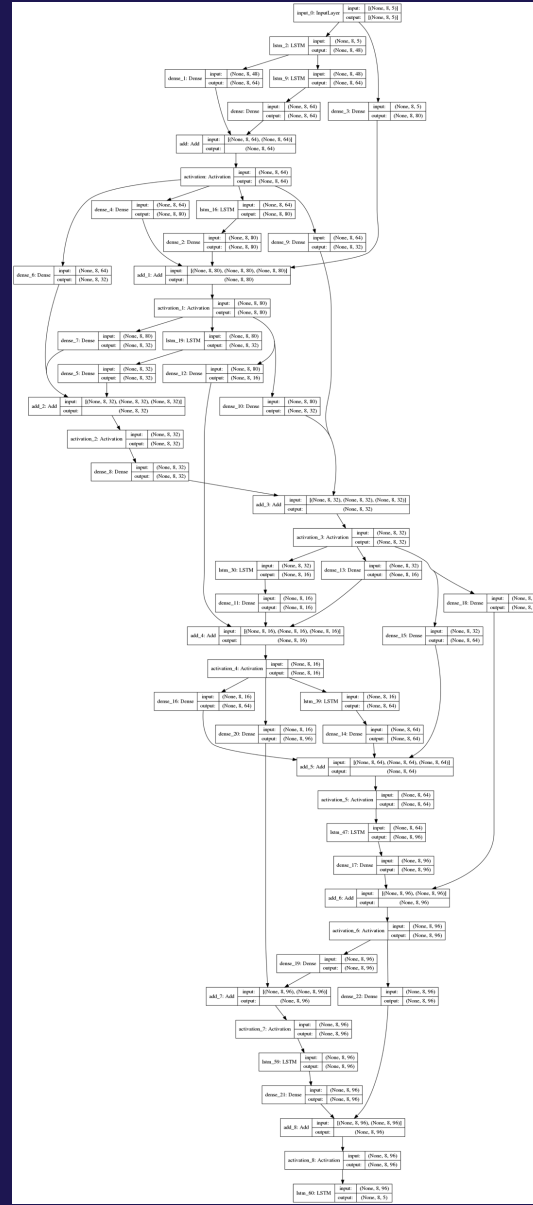 input_0: InputLayer input: [(None, 8, 5)]
output: [(None, 8, 5)]
lstm_2: LSTM input: (None, 8, 5)
output: (None, 8, 48)
dense_1: Dense input: (None, 8, 48)
output: (None, 8, 64)
lstm_9: LSTM input: (None, 8, 48)
output: (None, 8, 64)
dense: Dense input: (None, 8, 64)
output: (None, 8, 64)
dense_3: Dense input: (None, 8, 5)
output: (None, 8, 80)
add: Add input: [(None, 8, 64), (None, 8, 64)]
output: (None, 8, 64)
activation: Activation input: (None, 8, 64)
output: (None, 8, 64)
dense_4: Dense input: (None, 8, 64)
output: (None, 8, 80)
lstm_16: LSTM input: (None, 8, 64)
output: (None, 8, 80)
dense_2: Dense input: (None, 8, 80)
output: (None, 8, 80)
dense_9: Dense input: (None, 8, 64)
output: (None, 8, 32)
dense_6: Dense input: (None, 8, 64)
output: (None, 8, 32)
add_1: Add input: [(None, 8, 80), (None, 8, 80), (None, 8, 80)]
output: (None, 8, 80)
activation_1: Activation input: (None, 8, 80)
output: (None, 8, 80)
dense_7: Dense input: (None, 8, 80)
output: (None, 8, 32)
lstm_19: LSTM input: (None, 8, 80)
output: (None, 8, 32)
dense_5: Dense input: (None, 8, 32)
output: (None, 8, 32)
dense_12: Dense input: (None, 8, 80)
output: (None, 8, 16)
add_2: Add input: [(None, 8, 32), (None, 8, 32), (None, 8, 32)]
output: (None, 8, 32)
dense_10: Dense input: (None, 8, 80)
output: (None, 8, 32)
activation_2: Activation input: (None, 8, 32)
output: (None, 8, 32)
dense_8: Dense input: (None, 8, 32)
output: (None, 8, 32)
add_3: Add input: [(None, 8, 32), (None, 8, 32), (None, 8, 32)]
output: (None, 8, 32)
activation_3: Activation input: (None, 8, 32)
output: (None, 8, 32)
lstm_30: LSTM input: (None, 8, 32)
output: (None, 8, 16)
dense_13: Dense input: (None, 8, 32)
output: (None, 8, 16)
dense_11: Dense input: (None, 8, 16)
output: (None, 8, 16)
dense_18: Dense input: (None, 8,
output: (None, 8,
add_4: Add input: [(None, 8, 16), (None, 8, 16), (None, 8, 16)]
output: (None, 8, 16)
dense_15: Dense input: (None, 8, 32)
output: (None, 8, 64)
activation_4: Activation input: (None, 8, 16)
output: (None, 8, 16)
dense_16: Dense input: (None, 8, 16)
output: (None, 8, 64)
lstm_39: LSTM input: (None, 8, 16)
output: (None, 8, 64)
dense_20: Dense input: (None, 8, 16)
output: (None, 8, 96)
dense_14: Dense input: (None, 8, 64)
output: (None, 8, 64)
add_5: Add input: [(None, 8, 64), (None, 8, 64), (None, 8, 64)]
output: (None, 8, 64)
activation_5: Activation input: (None, 8, 64)
output: (None, 8, 64)
lstm_47: LSTM input: (None, 8, 64)
output: (None, 8, 96)
dense_17: Dense input: (None, 8, 96)
output: (None, 8, 96)
add_6: Add input: [(None, 8, 96), (None, 8, 96)]
output: (None, 8, 96)
activation_6: Activation input: (None, 8, 96)
output: (None, 8, 96)
dense_19: Dense input: (None, 8, 96)
output: (None, 8, 96)
add_7: Add input: [(None, 8, 96), (None, 8, 96)]
output: (None, 8, 96)
dense_22: Dense input: (None, 8, 96)
output: (None, 8, 96)
activation_7: Activation input: (None, 8, 96)
output: (None, 8, 96)
lstm_59: LSTM input: (None, 8, 96)
output: (None, 8, 96)
dense_21: Dense input: (None, 8, 96)
output: (None, 8, 96)
add_8: Add input: [(None, 8, 96), (None, 8, 96)]
output: (None, 8, 96)
activation_8: Activation input: (None, 8, 96)
output: (None, 8, 96)
lstm_60: LSTM input: (None, 8, 96)
output: (None, 8, 5)